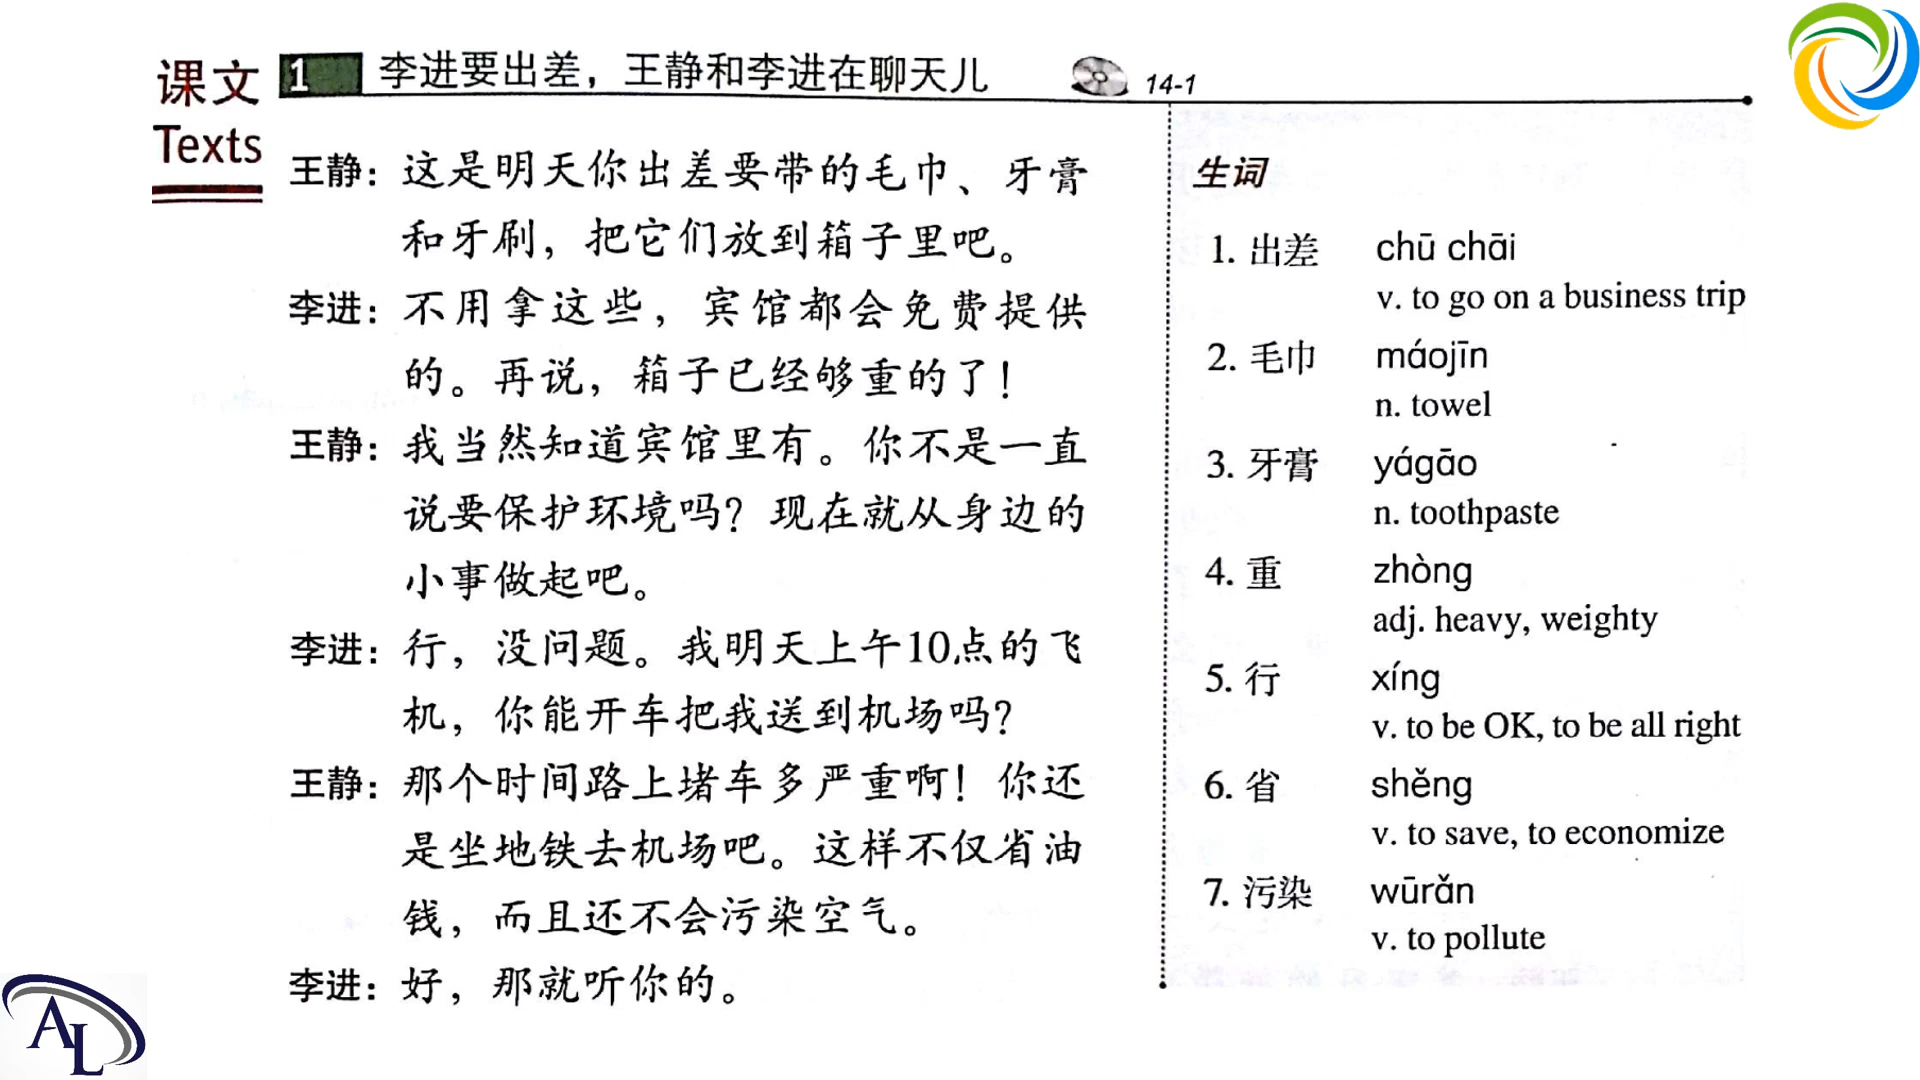 课文 1 李进要出差，王静和李进在聊天儿 14-1
Texts
王静：这是明天你出差要带的毛巾、牙膏
和牙刷，把它们放到箱子里吧。
李进：不用拿这些，宾馆都会免费提供
的。再说，箱子已经够重的了！
王静：我当然知道宾馆里有。你不是一直
说要保护环境吗？现在就从身边的
小事做起吧。
李进：行，没问题。我明天上午10点的飞
机，你能开车把我送到机场吗？
王静：那个时间路上堵车多严重啊！你还
是坐地铁去机场吧。这样不仅省油
钱，而且还不会污染空气。
李进：好，那就听你的。
生词
1. 出差 chū chāi
v. to go on a business trip
2. 毛巾 máojīn
n. towel
3. 牙膏 yágāo
n. toothpaste
4. 重 zhòng
adj. heavy, weighty
5. 行 xíng
v. to be OK, to be all right
6. 省 shěng
v. to save, to economize
7. 污染 wūrǎn
v. to pollute
AL